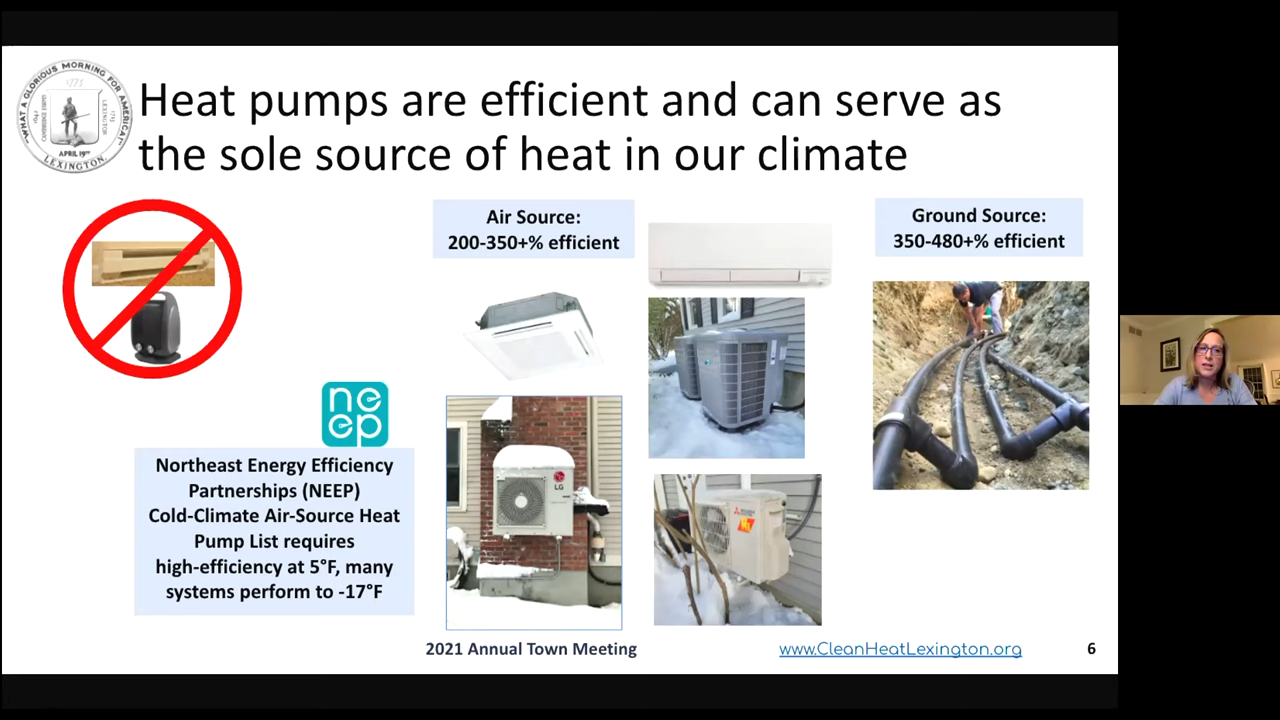 "WHAT A GLORIOUS MORNING FOR AMERICA!"
1775
APRIL 19TH
LEXINGTON
Heat pumps are efficient and can serve as
the sole source of heat in our climate
Air Source:
200-350+% efficient
Ground Source:
350-480+% efficient
ne
ep
Northeast Energy Efficiency
Partnerships (NEEP)
Cold-Climate Air-Source Heat
Pump List requires
high-efficiency at 5°F, many
systems perform to -17°F
LG
2021 Annual Town Meeting
www.CleanHeatLexington.org
6